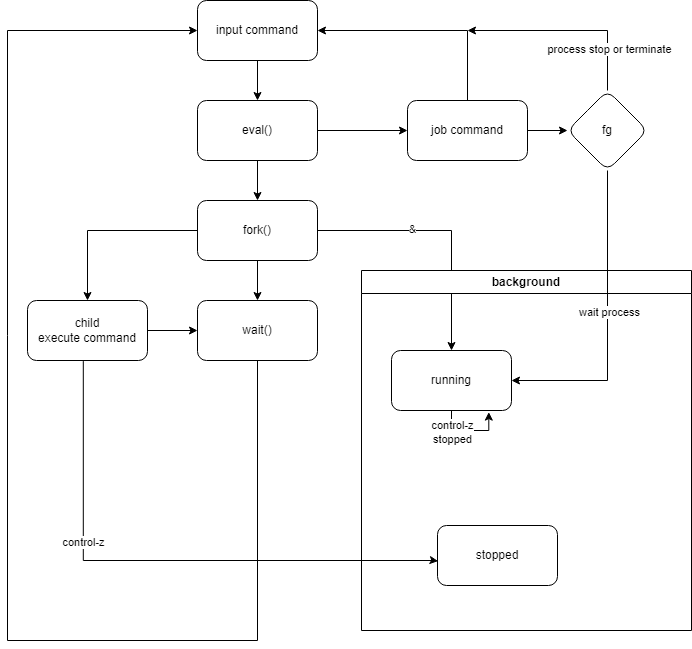 input command
process stop or terminate
eval()
job command
fg
fork()
&
background
wait process
child
execute command
wait()
running
control-z
stopped
control-z
stopped